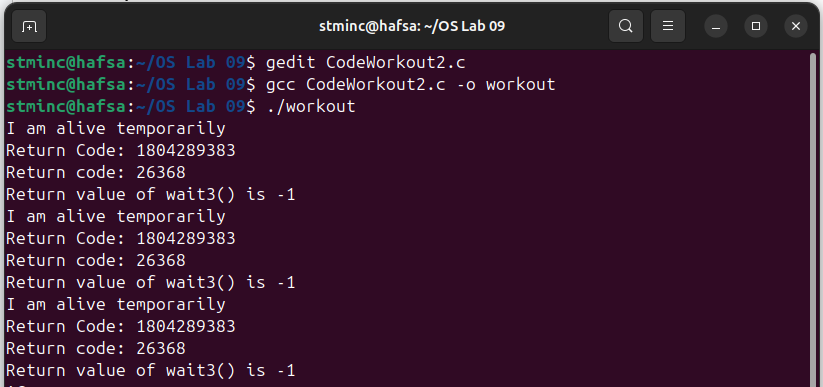 stminc@hafsa: ~/OS Lab 09
stminc@hafsa:~/OS Lab 09$ gedit CodeWorkout2.c
stminc@hafsa:~/OS Lab 09$ gcc CodeWorkout2.c -o workout
stminc@hafsa:~/OS Lab 09$ ./workout
I am alive temporarily
Return Code: 1804289383
Return code: 26368
Return value of wait3() is -1
I am alive temporarily
Return Code: 1804289383
Return code: 26368
Return value of wait3() is -1
I am alive temporarily
Return Code: 1804289383
Return code: 26368
Return value of wait3() is -1